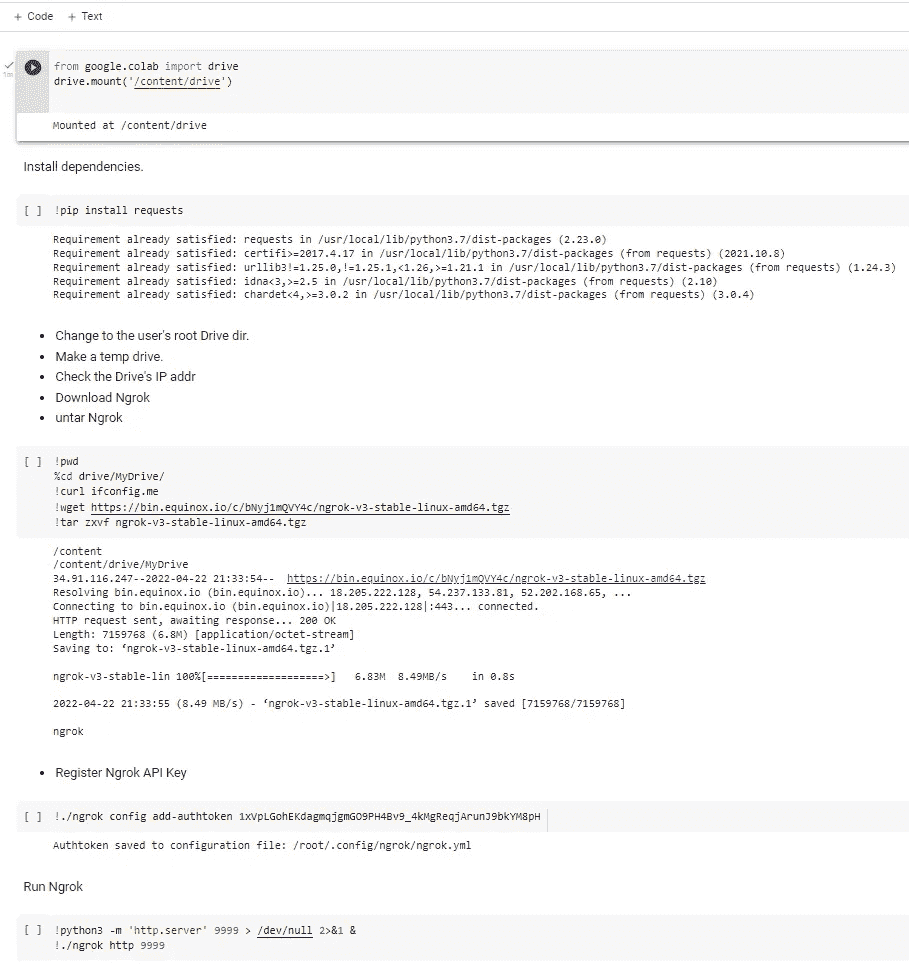 + Code + Text
from google.colab import drive
drive.mount('/content/drive')
Mounted at /content/drive
Install dependencies.
[ ] !pip install requests
Requirement already satisfied: requests in /usr/local/lib/python3.7/dist-packages (2.23.0)
Requirement already satisfied: certifi>=2017.4.17 in /usr/local/lib/python3.7/dist-packages (from requests) (2021.10.8)
Requirement already satisfied: urllib3!=1.25.0,!=1.25.1,<1.26,>=1.21.1 in /usr/local/lib/python3.7/dist-packages (from requests) (1.24.3)
Requirement already satisfied: idna<3,>=2.5 in /usr/local/lib/python3.7/dist-packages (from requests) (2.10)
Requirement already satisfied: chardet<4,>=3.0.2 in /usr/local/lib/python3.7/dist-packages (from requests) (3.0.4)
• Change to the user's root Drive dir.
• Make a temp drive.
• Check the Drive's IP addr
• Download Ngrok
• untar Ngrok
[ ] !pwd
%cd drive/MyDrive/
!curl ifconfig.me
!wget https://bin.equinox.io/c/bNyj1mQVY4c/ngrok-v3-stable-linux-amd64.tgz
!tar zxvf ngrok-v3-stable-linux-amd64.tgz
/content
/content/drive/MyDrive
34.91.116.247--2022-04-22 21:33:54-- https://bin.equinox.io/c/bNyj1mQVY4c/ngrok-v3-stable-linux-amd64.tgz
Resolving bin.equinox.io (bin.equinox.io)... 18.205.222.128, 54.237.133.81, 52.202.168.65, ...
Connecting to bin.equinox.io (bin.equinox.io)|18.205.222.128|:443... connected.
HTTP request sent, awaiting response... 200 OK
Length: 7159768 (6.8M) [application/octet-stream]
Saving to: ‘ngrok-v3-stable-linux-amd64.tgz.1’
ngrok-v3-stable-lin 100%[===================>] 6.83M 8.49MB/s in 0.8s
2022-04-22 21:33:55 (8.49 MB/s) - ‘ngrok-v3-stable-linux-amd64.tgz.1’ saved [7159768/7159768]
ngrok
• Register Ngrok API Key
[ ] !./ngrok config add-authtoken 1xVpLGohEKdagmqjgmGO9PH4Bv9_4kMgReqjArunJ9bkYM8pH
Authtoken saved to configuration file: /root/.config/ngrok/ngrok.yml
Run Ngrok
[ ] !python3 -m 'http.server' 9999 > /dev/null 2>&1 &
!./ngrok http 9999